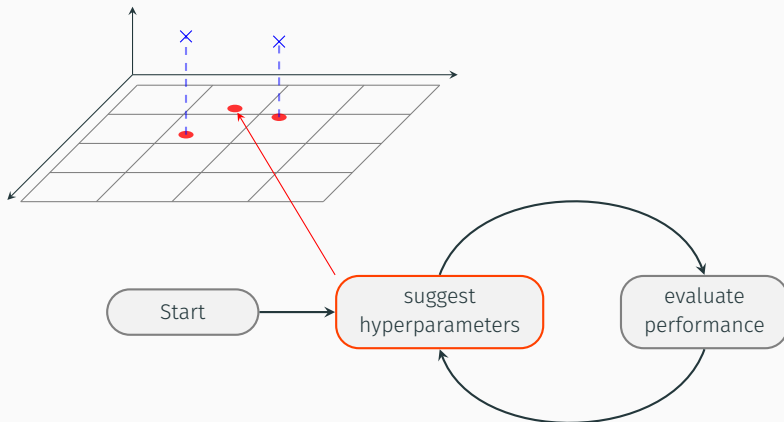 Start
suggest
hyperparameters
evaluate
performance